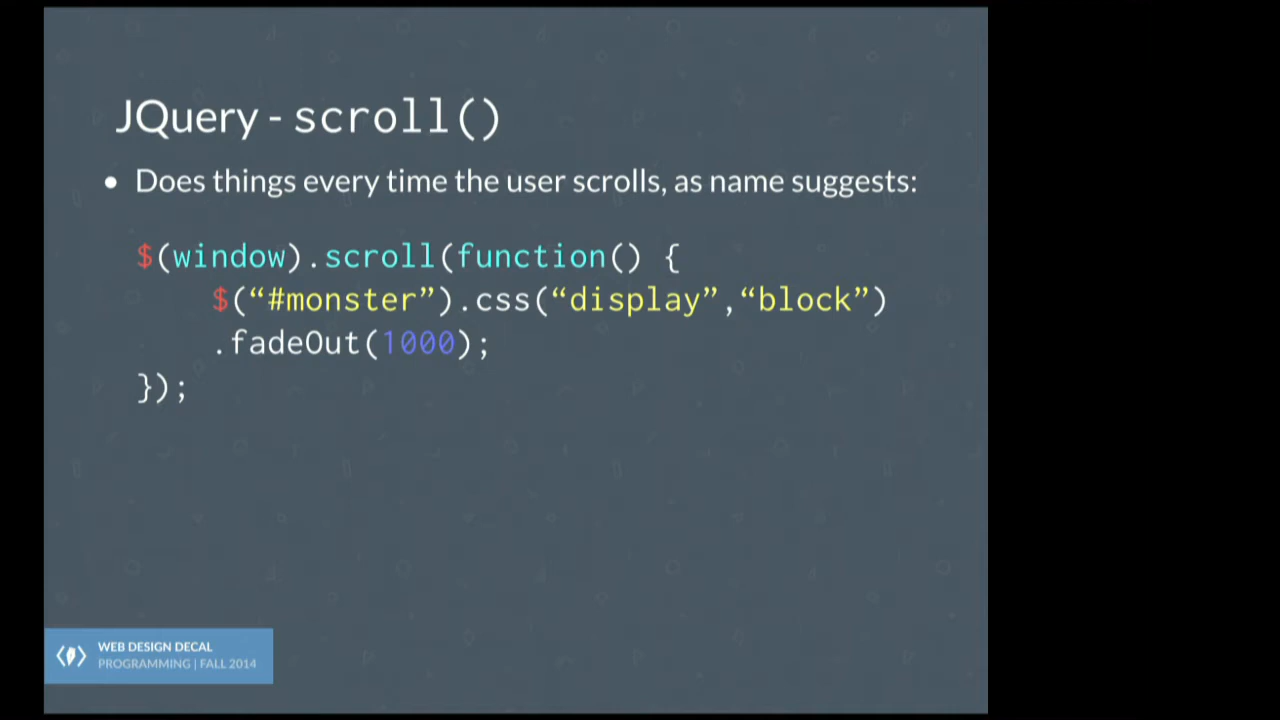 JQuery - scroll()
• Does things every time the user scrolls, as name suggests:
$(window).scroll(function() {
$(“#monster”).css(“display”,“block”)
.fadeOut(1000);
});
WEB DESIGN DECAL
PROGRAMMING | FALL 2014